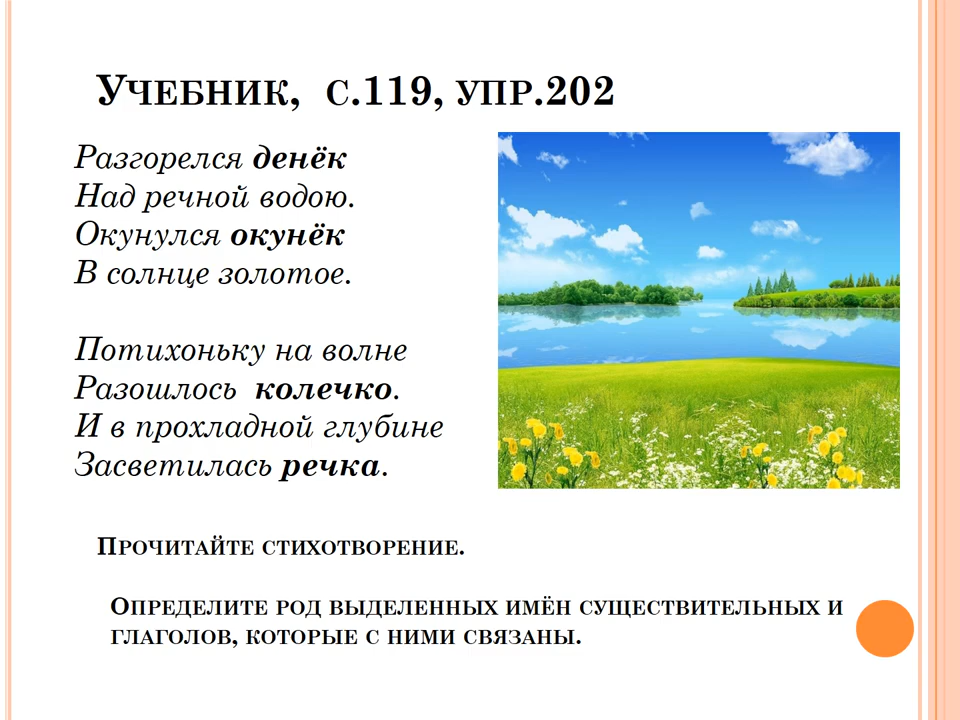 Учебник, с.119, упр.202
Разгорелся денёк
Над речной водою.
Окунулся окунёк
В солнце золотое.
Потихоньку на волне
Разошлось колечко.
И в прохладной глубине
Засветилась речка.
Прочитайте стихотворение.
Определите род выделенных имён существительных и
глаголов, которые с ними связаны.